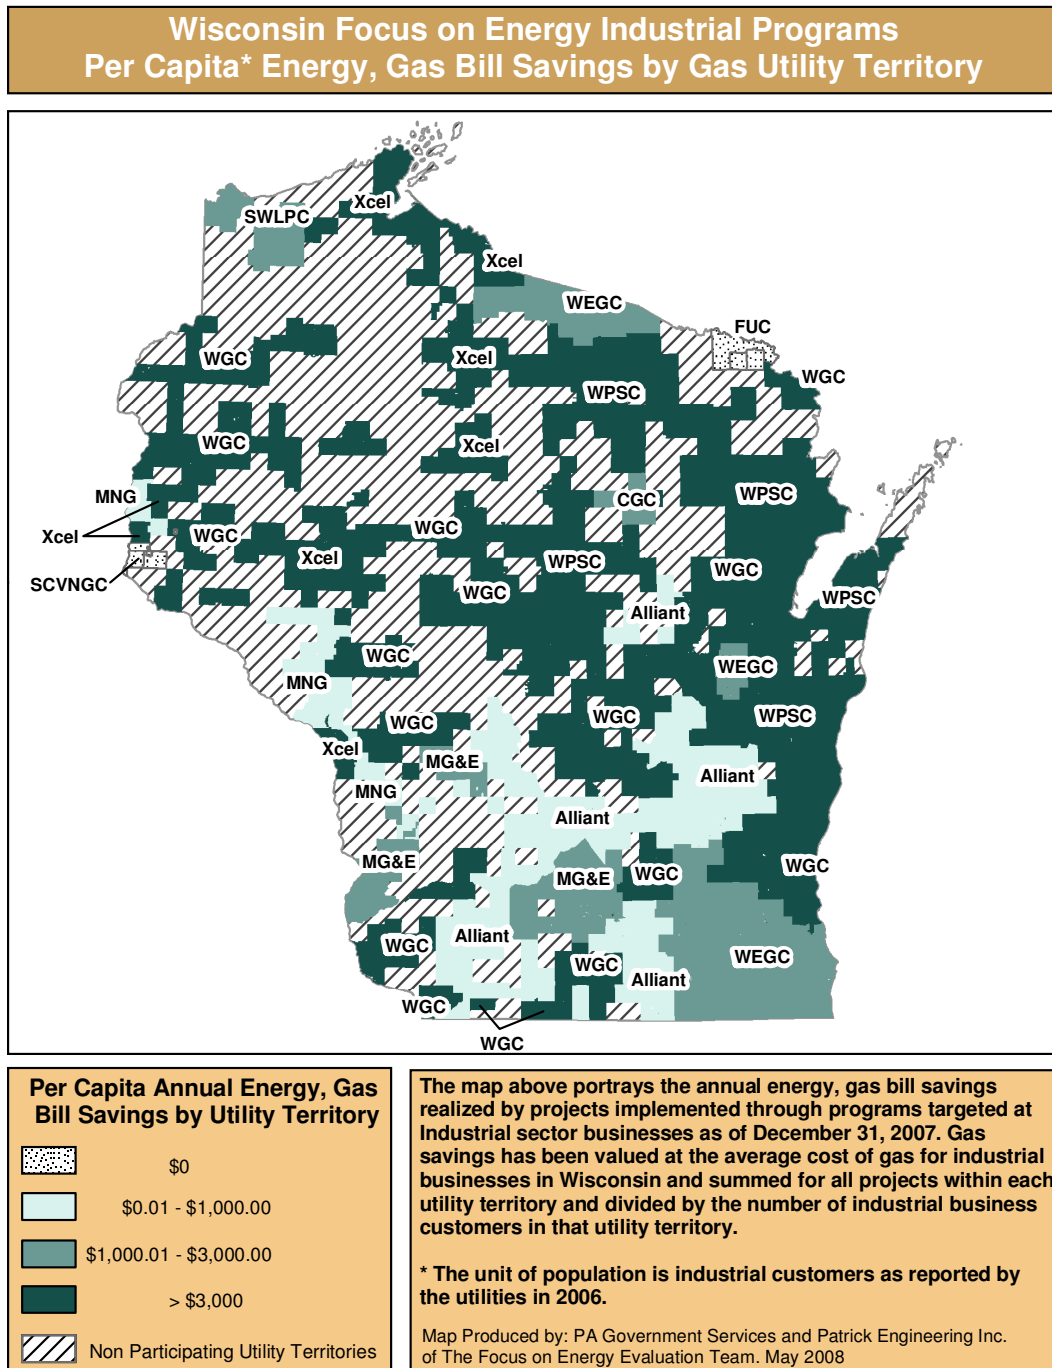 Wisconsin Focus on Energy Industrial Programs
Per Capita* Energy, Gas Bill Savings by Gas Utility Territory
Xcel
SWLPC
Xcel
WEGC
FUC
WGC
Xcel
WGC
WPSC
WGC
Xcel
MNG
WPSC
CGC
Xcel
WGC
WGC
Xcel
WPSC
WGC
SCVNGC
WGC
WPSC
Alliant
WGC
WEGC
MNG
WGC
WGC
WPSC
Xcel
MG&E
Alliant
MNG
Alliant
MG&E
WGC
MG&E
WGC
Alliant
WGC
WEGC
WGC
Alliant
WGC
WGC
Per Capita Annual Energy, Gas
Bill Savings by Utility Territory
$0
$0.01 - $1,000.00
$1,000.01 - $3,000.00
> $3,000
Non Participating Utility Territories
The map above portrays the annual energy, gas bill savings
realized by projects implemented through programs targeted at
Industrial sector businesses as of December 31, 2007. Gas
savings has been valued at the average cost of gas for industrial
businesses in Wisconsin and summed for all projects within each
utility territory and divided by the number of industrial business
customers in that utility territory.
* The unit of population is industrial customers as reported by
the utilities in 2006.
Map Produced by: PA Government Services and Patrick Engineering Inc.
of The Focus on Energy Evaluation Team. May 2008